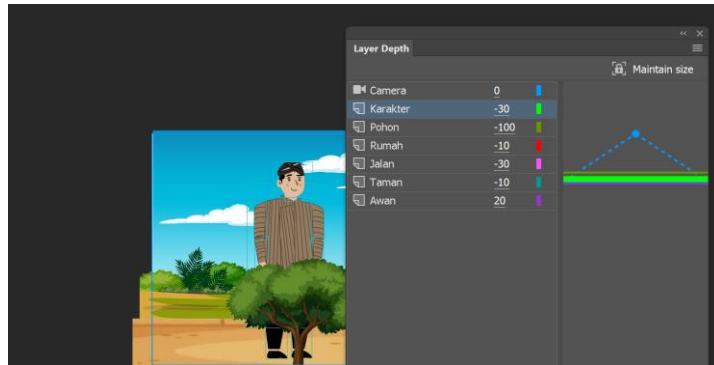 Layer Depth
Maintain size
Camera 0
Karakter -30
Pohon -100
Rumah -10
Jalan -30
Taman -10
Awan 20